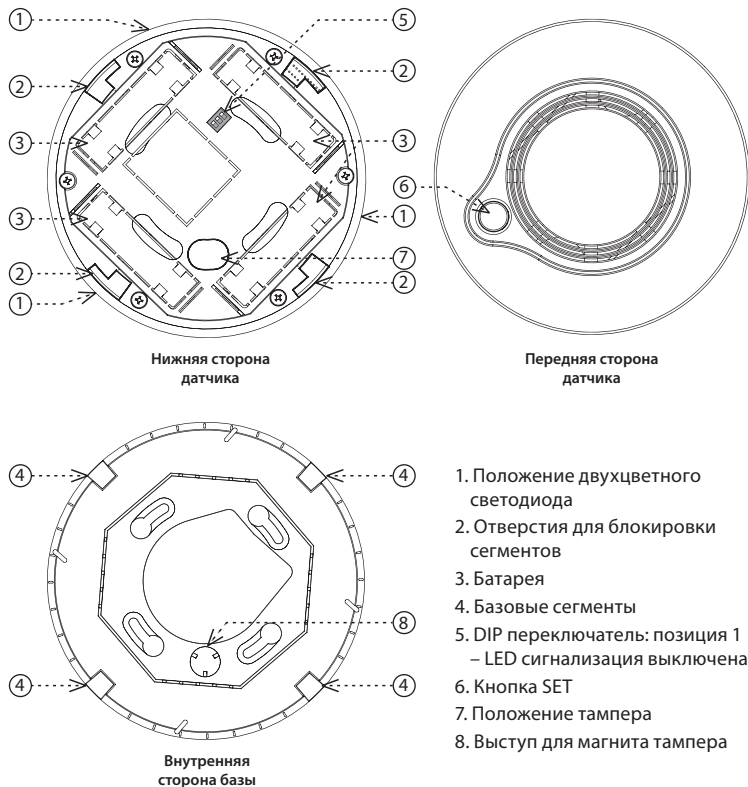 1
5
2
2
3
3
6
3
1
7
2
2
1
Нижняя сторона
датчика
Передняя сторона
датчика
4
4
8
4
4
Внутренняя
сторона базы
1. Положение двухцветного
светодиода
2. Отверстия для блокировки
сегментов
3. Батарея
4. Базовые сегменты
5. DIP переключатель: позиция 1
– LED сигнализация выключена
6. Кнопка SET
7. Положение тампера
8. Выступ для магнита тампера